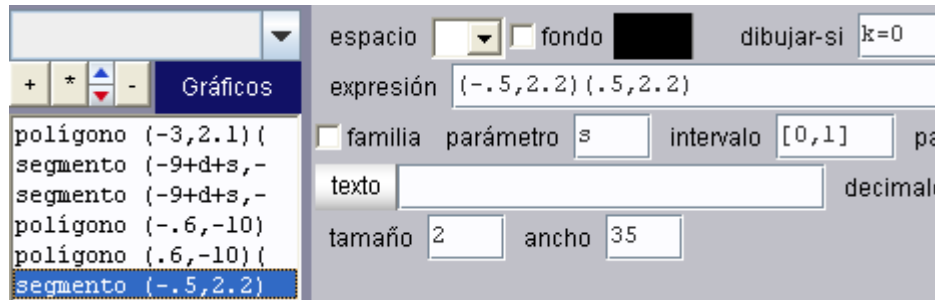 espacio fondo dibujar-si k=0
+ * - Gráficos expresión (-.5,2.2)(.5,2.2)
polígono (-3,2.1)( familia parámetro s intervalo [0,1] pa
segmento (-9+d+s,-
segmento (-9+d+s,- texto decimale
polígono (-.6,-10)
polígono (.6,-10)( tamaño 2 ancho 35
segmento (-.5,2.2)